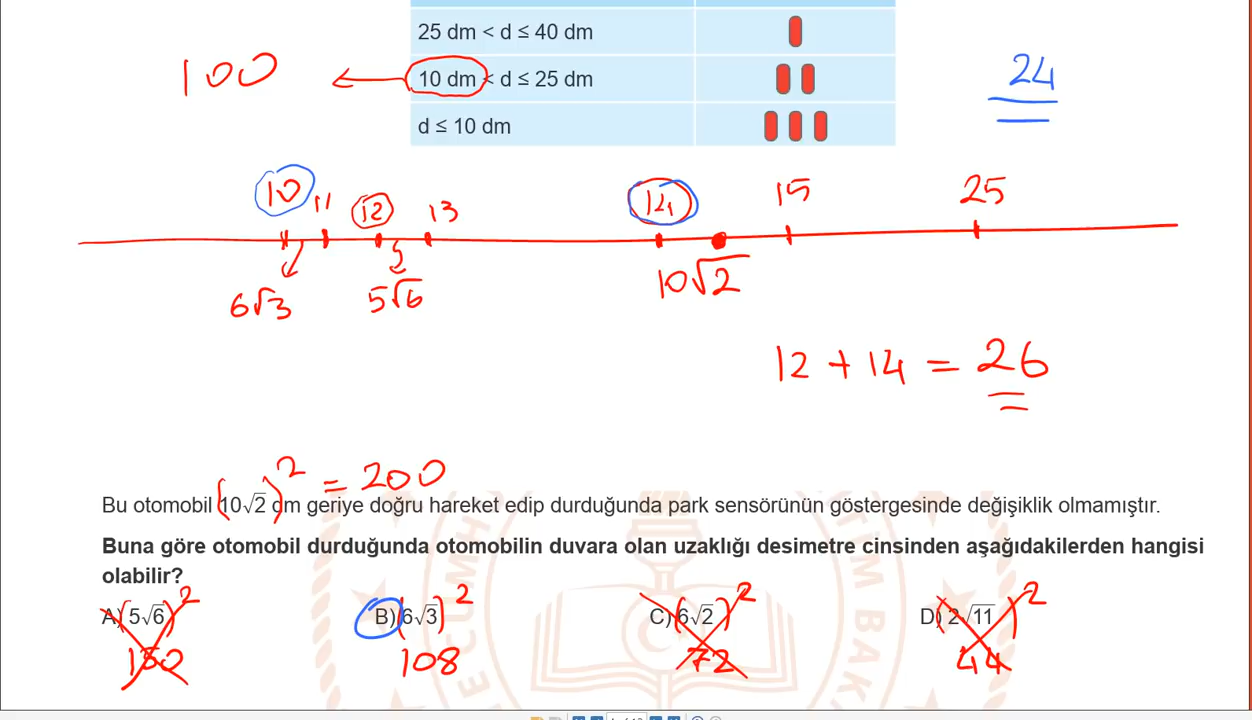 25 dm < d ≤ 40 dm
100 ← 10 dm < d ≤ 25 dm
24
d ≤ 10 dm
10 11 12 13 14 15 25
6√3 5√6 10√2
12 + 14 = 26
( )² = 200
Bu otomobil 10√2 dm geriye doğru hareket edip durduğunda park sensörünün göstergesinde değişiklik olmamıştır.
Buna göre otomobil durduğunda otomobilin duvara olan uzaklığı desimetre cinsinden aşağıdakilerden hangisi
olabilir?
A) (5√6)² B) (6√3)² C) (6√2)² D) (2√11)²
150 108 72 44